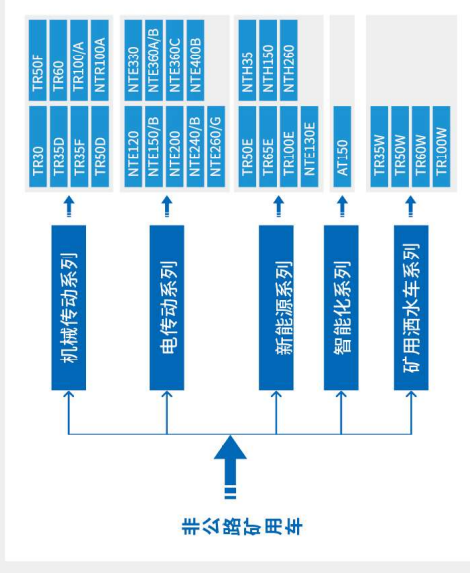 非公路矿用车
机械传动系列
TR30
TR35D
TR35F
TR50D
TR50F
TR60
TR100/A
NTR100A
电传动系列
NTE120
NTE150/B
NTE200
NTE240/B
NTE260/G
NTE330
NTE360A/B
NTE360C
NTE400B
新能源系列
TR50E
TR65E
TR100E
NTE130E
NTH35
NTH150
NTH260
智能化系列
AT150
矿用洒水车系列
TR35W
TR50W
TR60W
TR100W